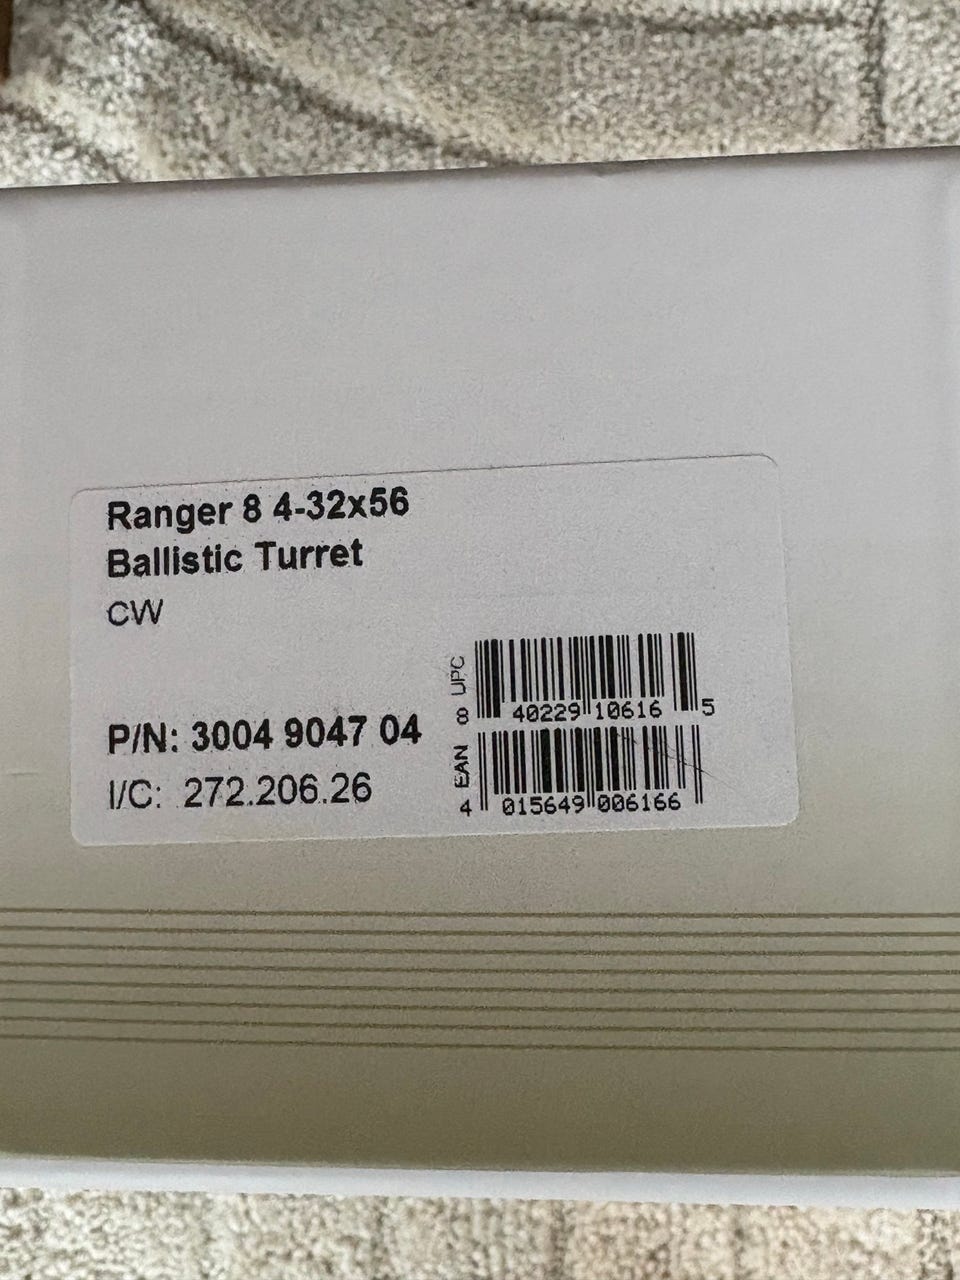 Ranger 8 4-32x56
Ballistic Turret
CW
P/N: 3004 9047 04
I/C: 272.206.26
UPC
8 40229 10616 5
EAN
4 015649 006166